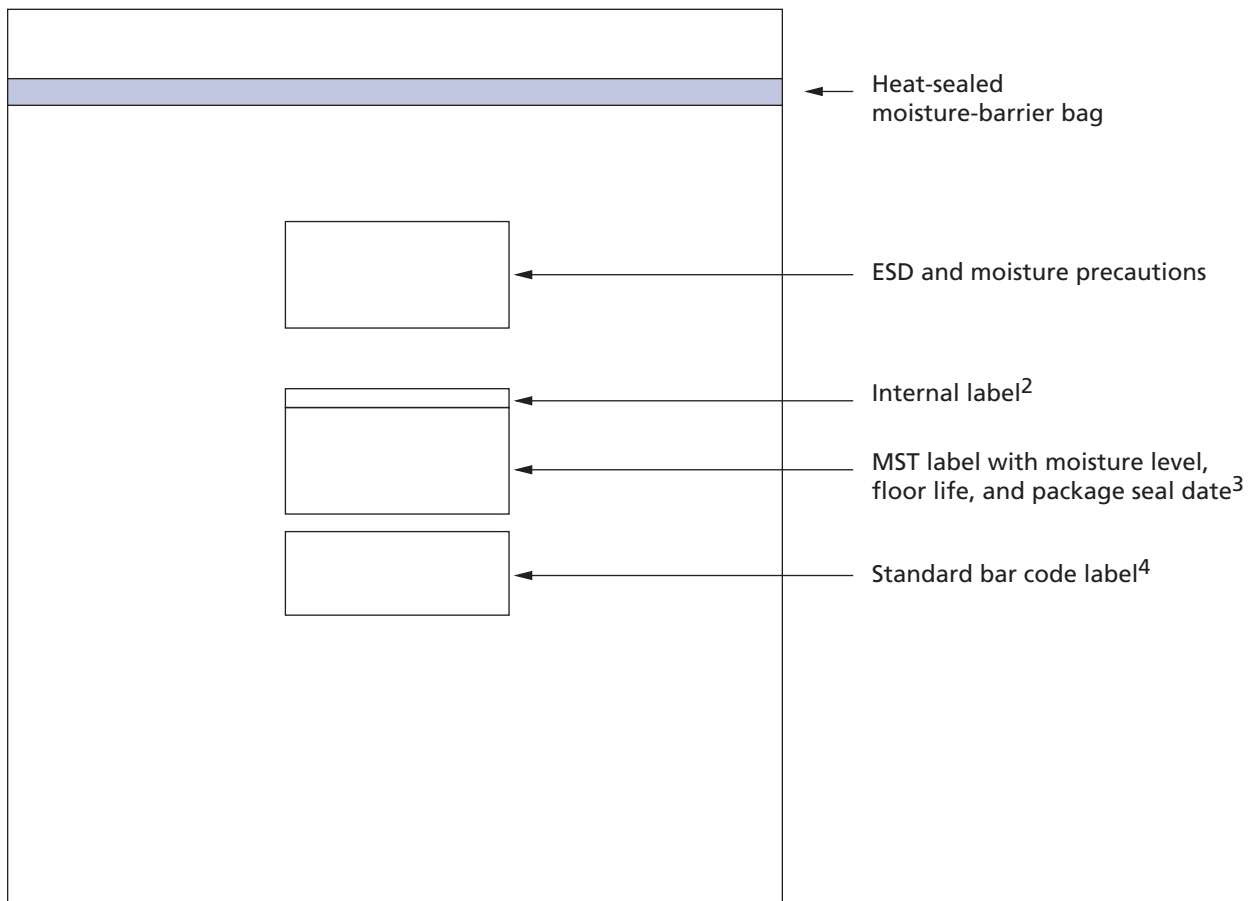 Heat-sealed
moisture-barrier bag
ESD and moisture precautions
Internal label2
MST label with moisture level,
floor life, and package seal date3
Standard bar code label4